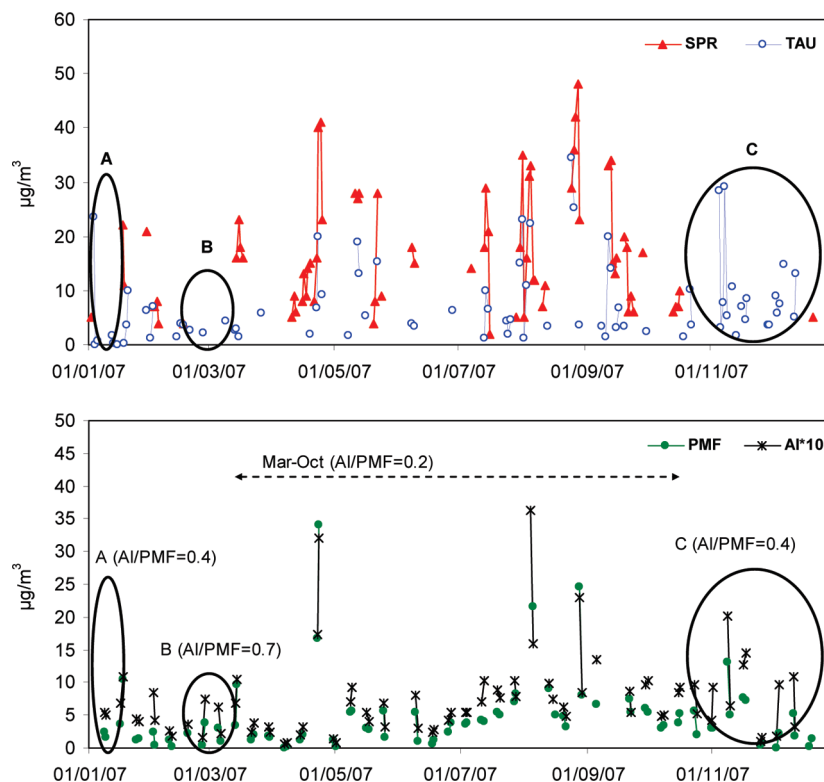 60
50
40
30
20
10
0
µg/m³
SPR TAU
A
B
C
01/01/07 01/03/07 01/05/07 01/07/07 01/09/07 01/11/07
50
45
40
35
30
25
20
15
10
5
0
µg/m³
PMF Al*10
Mar-Oct (Al/PMF=0.2)
A (Al/PMF=0.4)
C (Al/PMF=0.4)
B (Al/PMF=0.7)
01/01/07 01/03/07 01/05/07 01/07/07 01/09/07 01/11/07